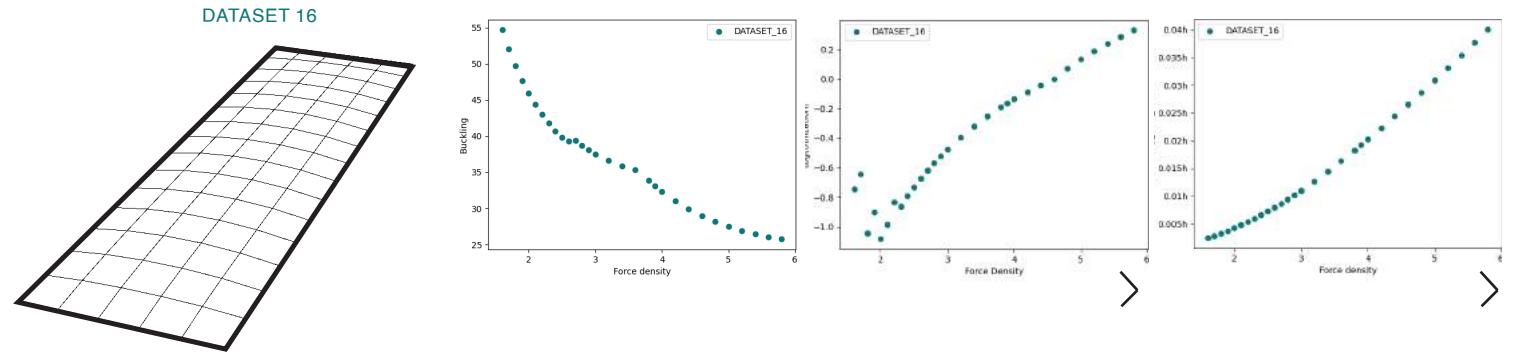 DATASET 16
DATASET_16
55
50
45
40
35
30
25
Buckling
2 3 4 5 6
Force density
DATASET_16
0.2
0.0
−0.2
−0.4
−0.6
−0.8
−1.0
2 3 4 5 6
Force Density
DATASET_16
0.04h
0.035h
0.03h
0.025h
0.02h
0.015h
0.01h
0.005h
2 3 4 5 6
Force density